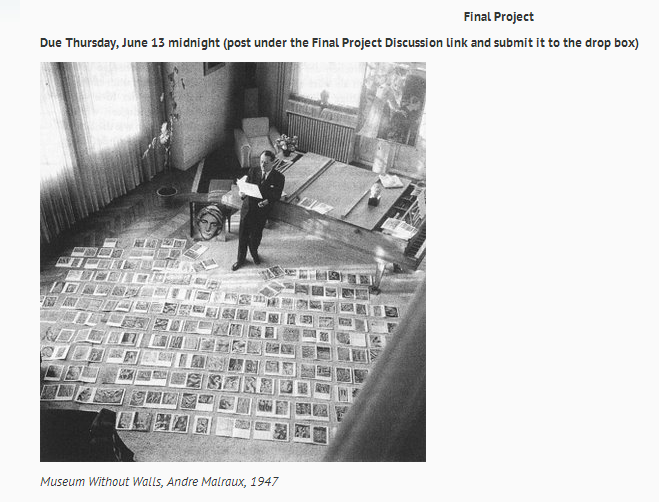 Final Project
Due Thursday, June 13 midnight (post under the Final Project Discussion link and submit it to the drop box)
Museum Without Walls, Andre Malraux, 1947